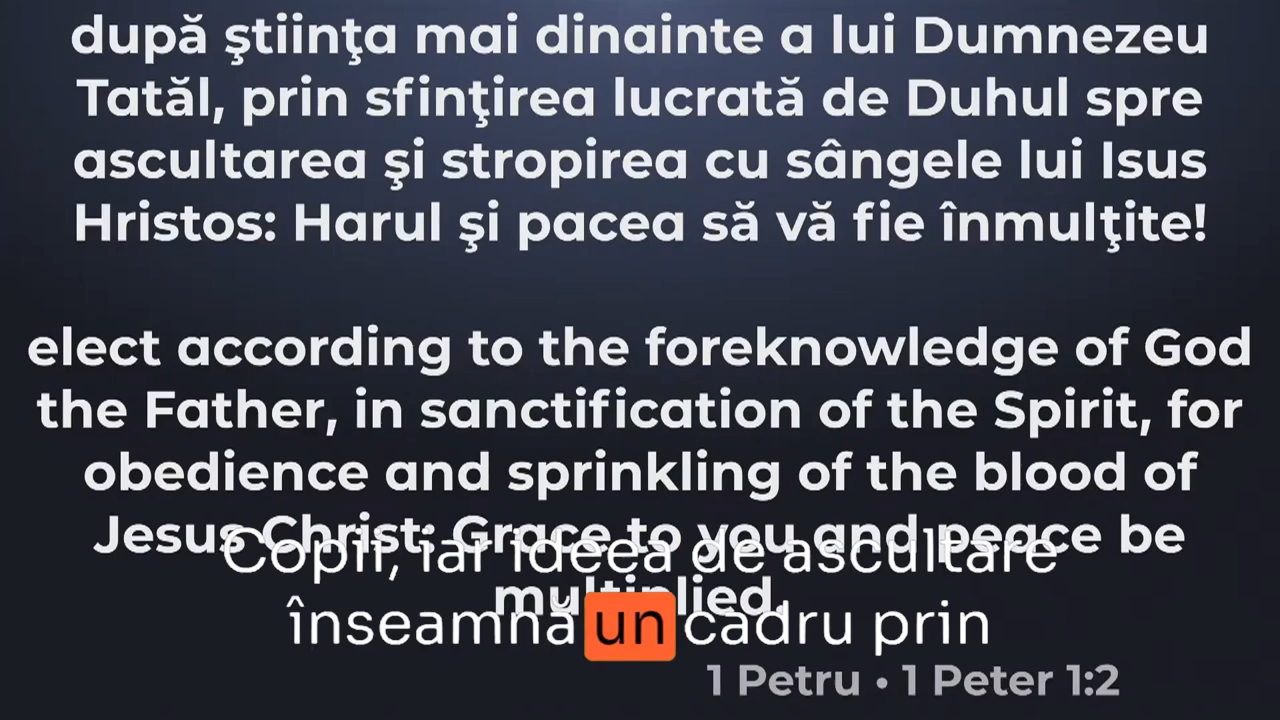 după ştiinţa mai dinainte a lui Dumnezeu
Tatăl, prin sfinţirea lucrată de Duhul spre
ascultarea şi stropirea cu sângele lui Isus
Hristos: Harul şi pacea să vă fie înmulţite!
elect according to the foreknowledge of God
the Father, in sanctification of the Spirit, for
obedience and sprinkling of the blood of
Jesus Christ: Grace to you and peace be
multiplied.
Copii, iar ideea de ascultare
înseamnă un cadru prin
1 Petru • 1 Peter 1:2